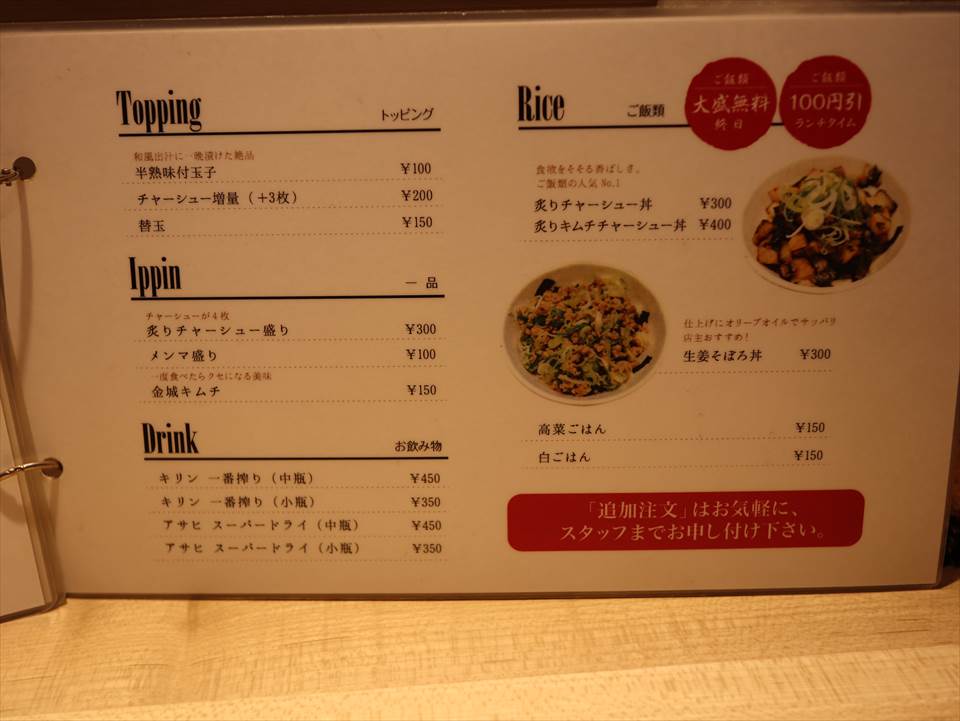 Topping トッピング
和風出汁に一晩漬けた絶品
半熟味付玉子 ¥100
チャーシュー増量（+3枚） ¥200
替玉 ¥150
Ippin 一品
チャーシューが4枚
炙りチャーシュー盛り ¥300
メンマ盛り ¥100
一度食べたらクセになる美味
金城キムチ ¥150
Drink お飲み物
キリン 一番搾り（中瓶） ¥450
キリン 一番搾り（小瓶） ¥350
アサヒ スーパードライ（中瓶） ¥450
アサヒ スーパードライ（小瓶） ¥350
Rice ご飯類
ご飯類
大盛無料
終日
ご飯類
100円引
ランチタイム
食欲をそそる香ばしさ。
ご飯類の人気 No.1
炙りチャーシュー丼 ¥300
炙りキムチチャーシュー丼 ¥400
仕上げにオリーブオイルでサッパリ
店主おすすめ！
生姜そぼろ丼 ¥300
高菜ごはん ¥150
白ごはん ¥150
「追加注文」はお気軽に、
スタッフまでお申し付け下さい。